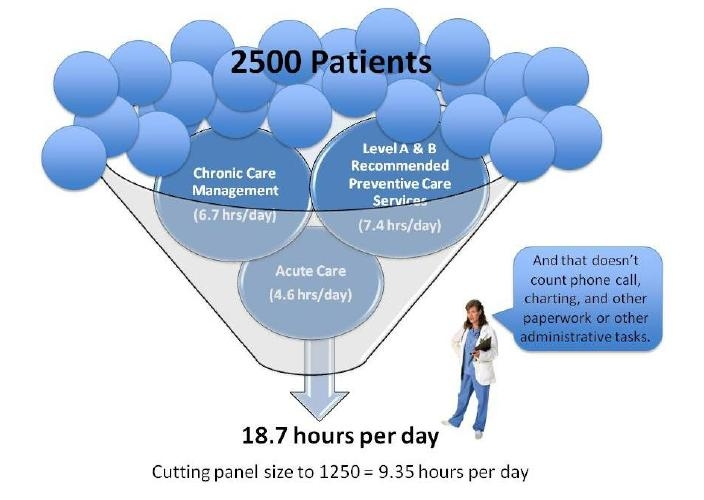 2500 Patients
Chronic Care
Management
(6.7 hrs/day)
Level A & B
Recommended
Preventive Care
Services
(7.4 hrs/day)
Acute Care
(4.6 hrs/day)
And that doesn't
count phone call,
charting, and other
paperwork or other
administrative tasks.
18.7 hours per day
Cutting panel size to 1250 = 9.35 hours per day